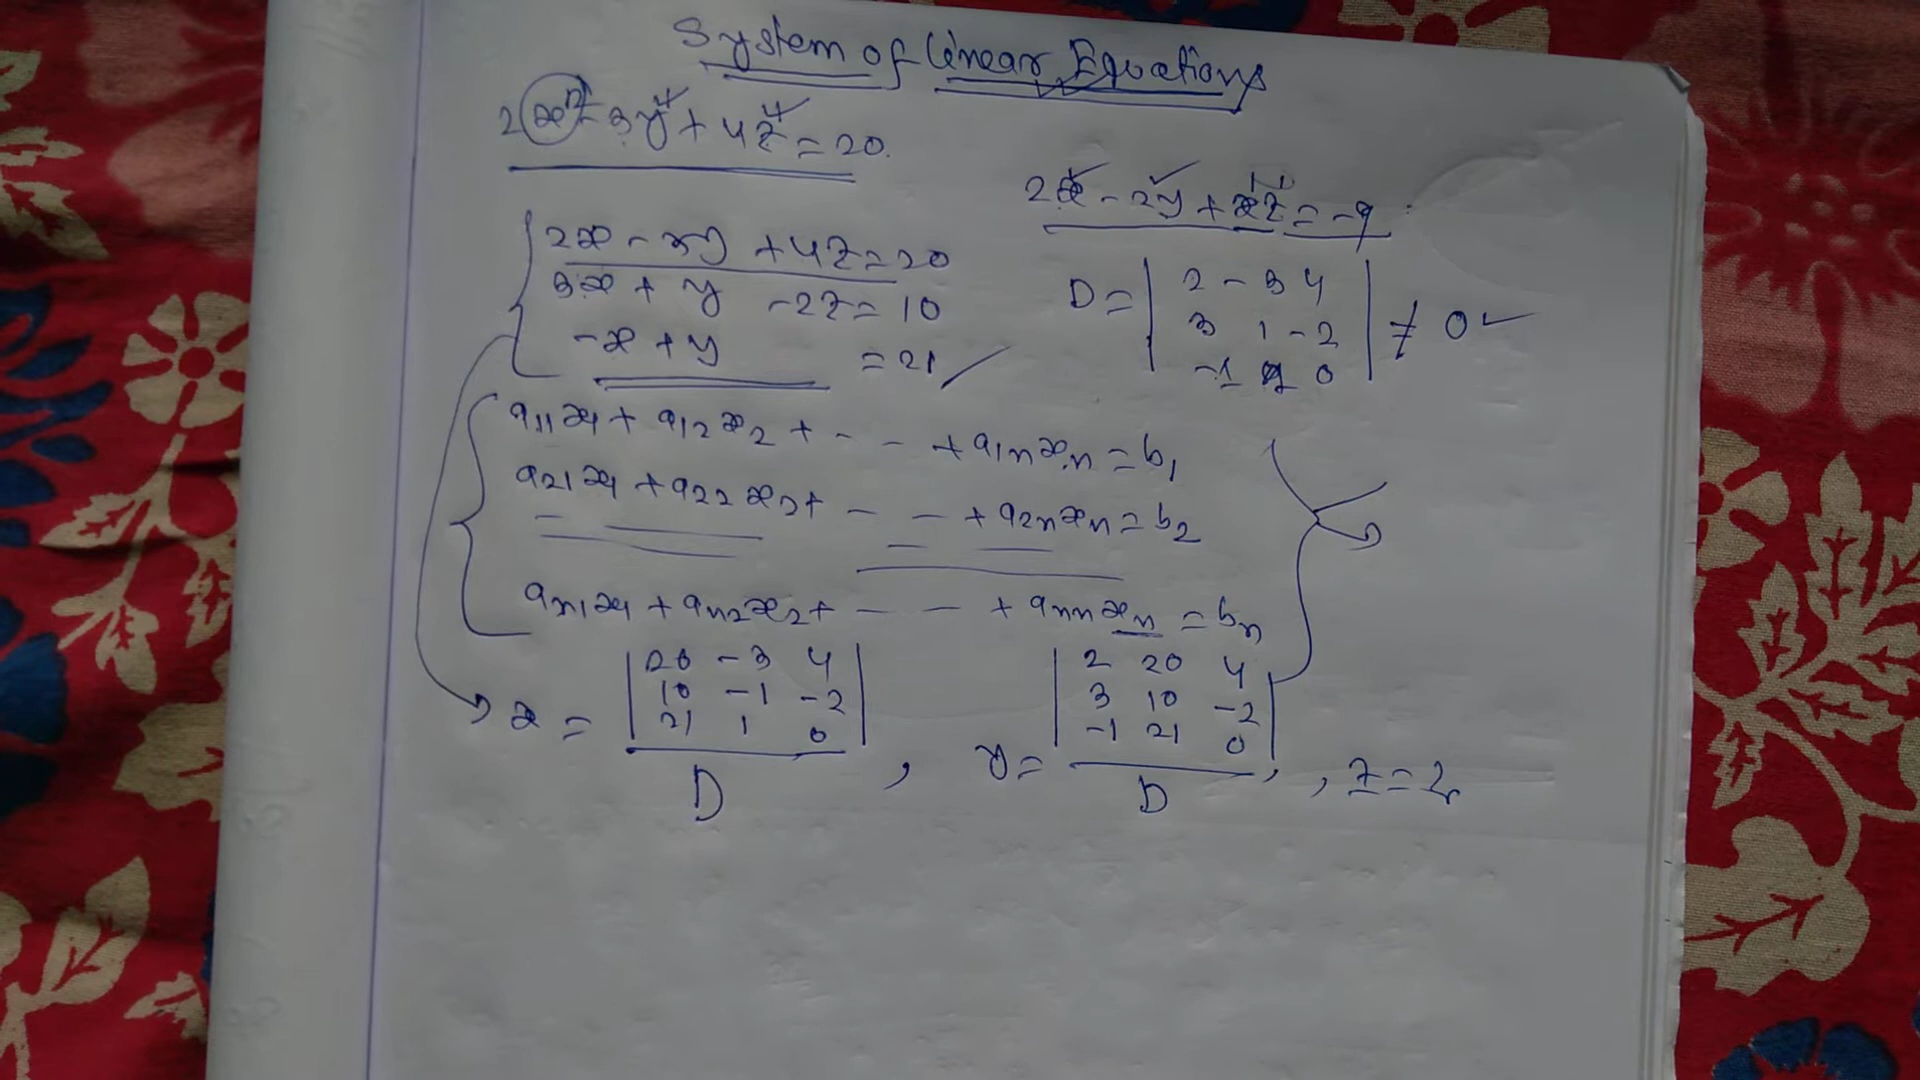 System of Linear Equations
2x^n - 3y^4 + 4z^4 = 20.
2x - 2y + xz = -9
2x - 3y + 4z = 20
3x + y - 2z = 10
-x + y = 21
D = | 2 -3 4 |
| 3 1 -2 | ≠ 0 ✓
| -1 1 0 |
a11x1 + a12x2 + - - + a1nxn = b1
a21x1 + a22x2 + - - + a2nxn = b2
an1x1 + an2x2 + - - + annxn = bn
x = | 20 -3 4 |
| 10 -1 -2 |
| 21 1 0 |
D ,
y = | 2 20 4 |
| 3 10 -2 |
| -1 21 0 |
D , , z =